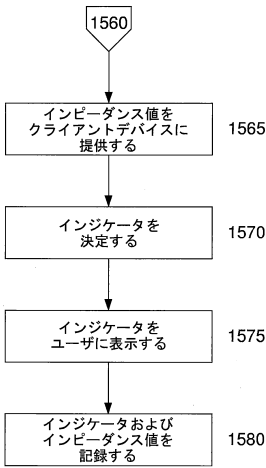 1560
インピーダンス値を
クライアントデバイスに
提供する
1565
インジケータを
決定する
1570
インジケータを
ユーザに表示する
1575
インジケータおよび
インピーダンス値を
記録する
1580